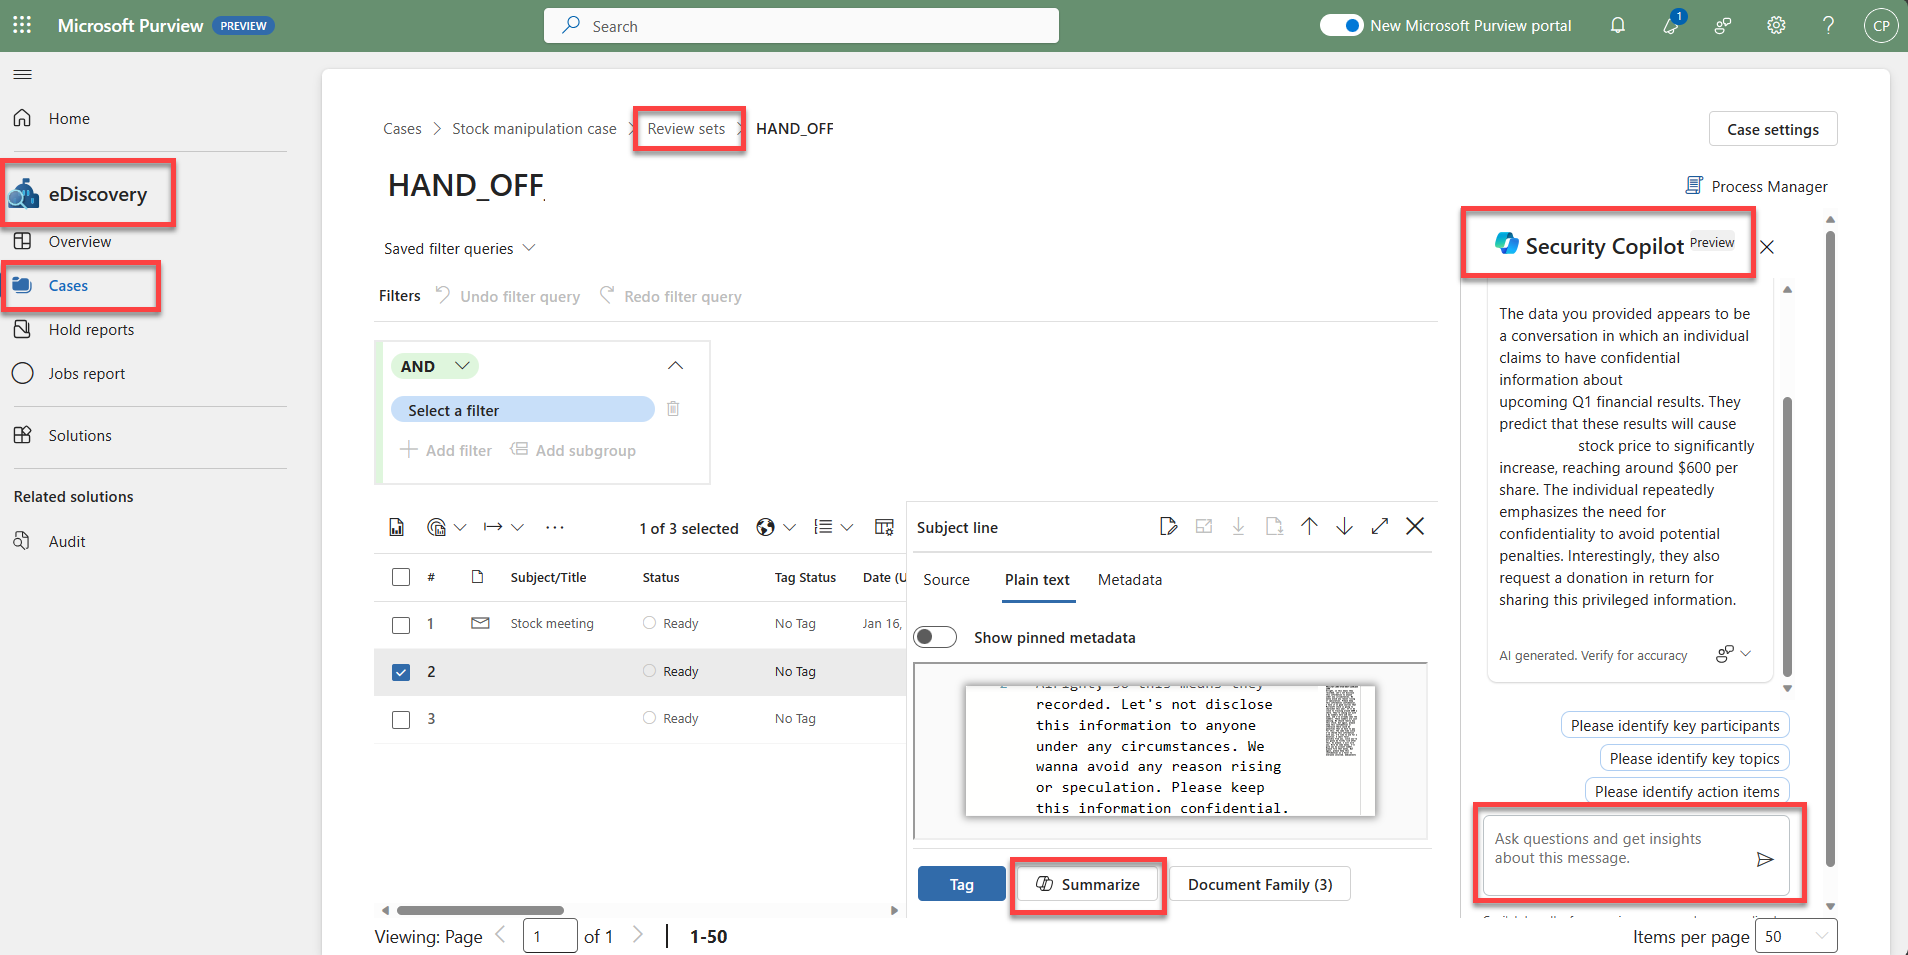 Microsoft Purview PREVIEW
Search
New Microsoft Purview portal
1
CP
Home
eDiscovery
Overview
Cases
Hold reports
Jobs report
Solutions
Related solutions
Audit
Cases > Stock manipulation case > Review sets > HAND_OFF
Case settings
HAND_OFF
Process Manager
Saved filter queries
Filters Undo filter query Redo filter query
AND
Select a filter
Add filter Add subgroup
1 of 3 selected
# Subject/Title Status Tag Status Date (U
1 Stock meeting Ready No Tag Jan 16,
2 Ready No Tag
3 Ready No Tag
Viewing: Page 1 of 1 | 1-50
Subject line
Source Plain text Metadata
Show pinned metadata
recorded. Let's not disclose
this information to anyone
under any circumstances. We
wanna avoid any reason rising
or speculation. Please keep
this information confidential.
Tag Summarize Document Family (3)
Security Copilot Preview
The data you provided appears to be
a conversation in which an individual
claims to have confidential
information about
upcoming Q1 financial results. They
predict that these results will cause
stock price to significantly
increase, reaching around $600 per
share. The individual repeatedly
emphasizes the need for
confidentiality to avoid potential
penalties. Interestingly, they also
request a donation in return for
sharing this privileged information.
AI generated. Verify for accuracy
Please identify key participants
Please identify key topics
Please identify action items
Ask questions and get insights
about this message.
Items per page 50